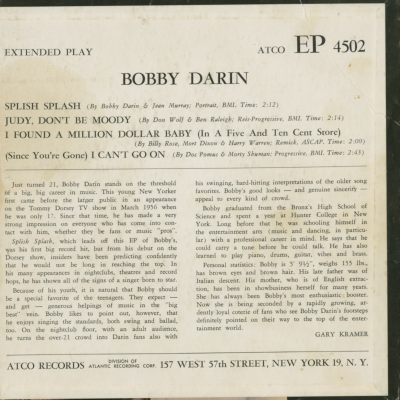 EXTENDED PLAY
ATCO EP 4502
BOBBY DARIN
SPLISH SPLASH (By Bobby Darin & Jean Murray; Portrait, BMI. Time: 2:12)
JUDY, DON'T BE MOODY (By Don Wolf & Ben Raleigh; Rois-Progressive, BMI. Time: 2:14)
I FOUND A MILLION DOLLAR BABY (In A Five And Ten Cent Store)
(By Billy Rose, Mort Dixon & Harry Warren; Remick, ASCAP. Time: 2:00)
(Since You're Gone) I CAN'T GO ON (By Doc Pomus & Morty Shuman; Progressive, BMI. Time: 2:45)
Just turned 21, Bobby Darin stands on the threshold
of a big, big career in music. This young New Yorker
first came before the larger public in an appearance
on the Tommy Dorsey TV show in March 1956 when
he was only 17. Since that time, he has made a very
strong impression on everyone who has come into con-
tact with him, whether they be fans or music "pros".
Splish Splash, which leads off this EP of Bobby's,
was his first big record hit, but from his debut on the
Dorsey show, insiders have been predicting confidently
that he would not be long in reaching the top. In
his many appearances in nightclubs, theatres and record
hops, he has shown all of the signs of a singer born to star.
Because of his youth, it is natural that Bobby should
be a special favorite of the teenagers. They expect —
and get — generous helpings of music in the "big
beat" vein. Bobby likes to point out, however, that
he enjoys singing the standards, both swing and ballad,
too. On the nightclub floor, with an adult audience,
he turns the over-21 crowd into Darin fans also with
his swinging, hard-hitting interpretations of the older song
favorites. Bobby's good looks — and genuine sincerity —
appeal to every kind of crowd.
Bobby graduated from the Bronx's High School of
Science and spent a year at Hunter College in New
York. Long before that he was schooling himself in
the entertainment arts (music and dancing, in particu-
lar) with a professional career in mind. He says that he
could carry a tune before he could talk. He has also
learned to play piano, drums, guitar, vibes and brass.
Personal statistics: Bobby is 5' 9½", weighs 155 lbs.,
has brown eyes and brown hair. His late father was of
Italian descent. His mother, who is of English extrac-
tion, has been in showbusiness herself for many years.
She has always been Bobby's most enthusiastic booster.
Now she is being seconded by a rapidly growing, ar-
dently loyal coterie of fans who see Bobby Darin's footsteps
definitely pointed on their way to the top of the enter-
tainment world.
GARY KRAMER
ATCO RECORDS DIVISION OF ATLANTIC RECORDING CORP. 157 WEST 57th STREET, NEW YORK 19, N. Y.